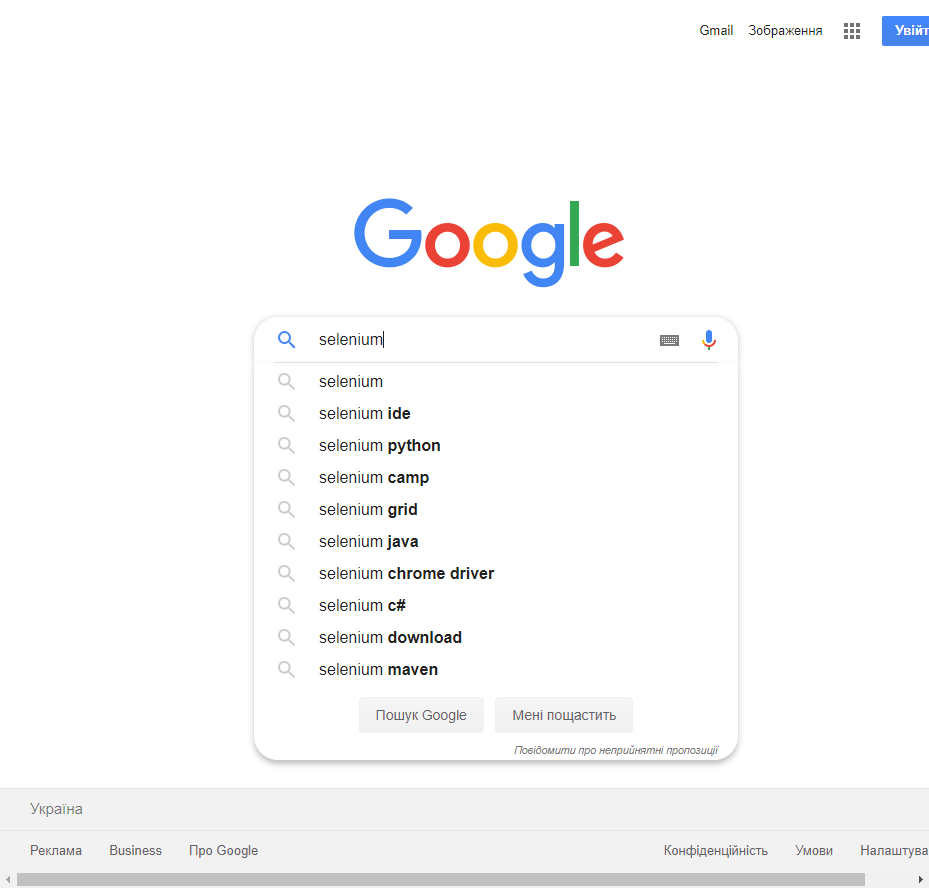 Gmail Зображення Увійт
Google
selenium
selenium
selenium ide
selenium python
selenium camp
selenium grid
selenium java
selenium chrome driver
selenium c#
selenium download
selenium maven
Пошук Google Мені пощастить
Повідомити про неприйнятні пропозиції
Україна
Реклама Business Про Google Конфіденційність Умови Налаштува